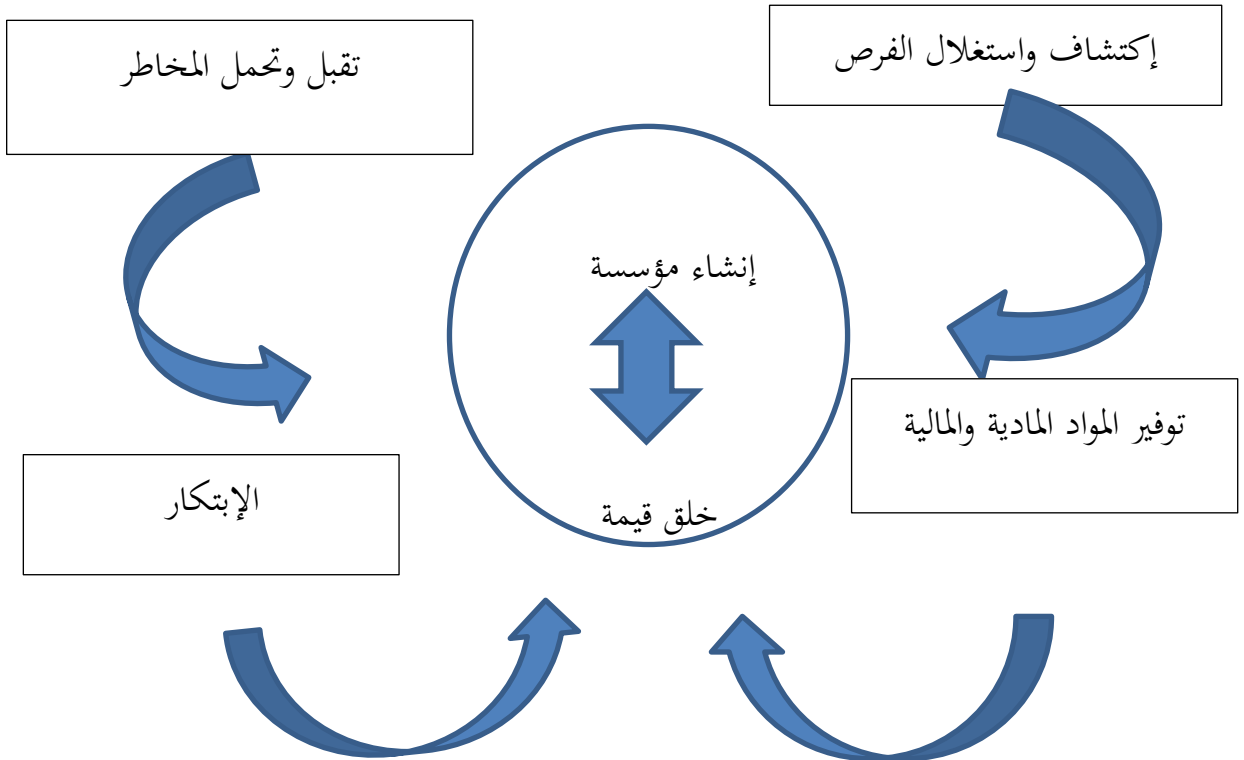 إكتشاف واستغلال الفرص
تقبل وتحمل المخاطر
إنشاء مؤسسة
توفير المواد المادية والمالية
الإبتكار
خلق قيمة